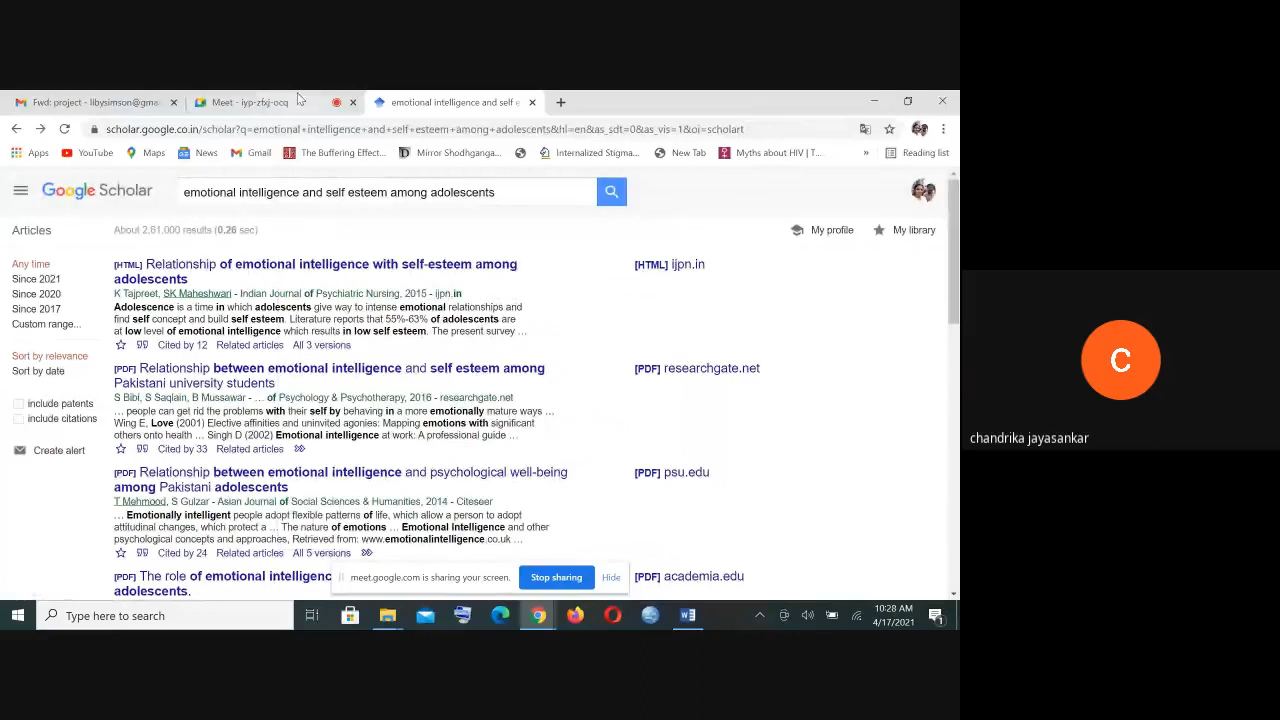 Fwd: project - libysimson@gma
Meet - iyp-zfxj-ocq
emotional intelligence and self e
scholar.google.co.in/scholar?q=emotional+intelligence+and+self+esteem+among+adolescents&hl=en&as_sdt=0&as_vis=1&oi=scholart
Apps YouTube Maps News Gmail The Buffering Effect... Mirror Shodhganga... Internalized Stigma... New Tab Myths about HIV | T... » Reading list
Google Scholar
emotional intelligence and self esteem among adolescents
Articles
About 2,61,000 results (0.26 sec)
My profile My library
Any time
Since 2021
Since 2020
Since 2017
Custom range...
Sort by relevance
Sort by date
include patents
include citations
Create alert
[HTML] Relationship of emotional intelligence with self-esteem among
adolescents
K Tajpreet, SK Maheshwari - Indian Journal of Psychiatric Nursing, 2015 - ijpn.in
Adolescence is a time in which adolescents give way to intense emotional relationships and
find self concept and build self esteem. Literature reports that 55%-63% of adolescents are
at low level of emotional intelligence which results in low self esteem. The present survey ...
Cited by 12 Related articles All 3 versions
[HTML] ijpn.in
[PDF] Relationship between emotional intelligence and self esteem among
Pakistani university students
S Bibi, S Saqlain, B Mussawar - ... of Psychology & Psychotherapy, 2016 - researchgate.net
... people can get rid the problems with their self by behaving in a more emotionally mature ways ...
Wing E, Love (2001) Elective affinities and uninvited agonies: Mapping emotions with significant
others onto health ... Singh D (2002) Emotional intelligence at work: A professional guide ...
Cited by 33 Related articles
[PDF] researchgate.net
[PDF] Relationship between emotional intelligence and psychological well-being
among Pakistani adolescents
T Mehmood, S Gulzar - Asian Journal of Social Sciences & Humanities, 2014 - Citeseer
... Emotionally intelligent people adopt flexible patterns of life, which allow a person to adopt
attitudinal changes, which protect a ... The nature of emotions ... Emotional Intelligence and other
psychological concepts and approaches, Retrieved from: www.emotionalintelligence.co.uk ...
Cited by 24 Related articles All 5 versions
[PDF] psu.edu
[PDF] The role of emotional intelligence
adolescents.
[PDF] academia.edu
meet.google.com is sharing your screen. Stop sharing Hide
Type here to search
10:28 AM
4/17/2021
1
C
chandrika jayasankar